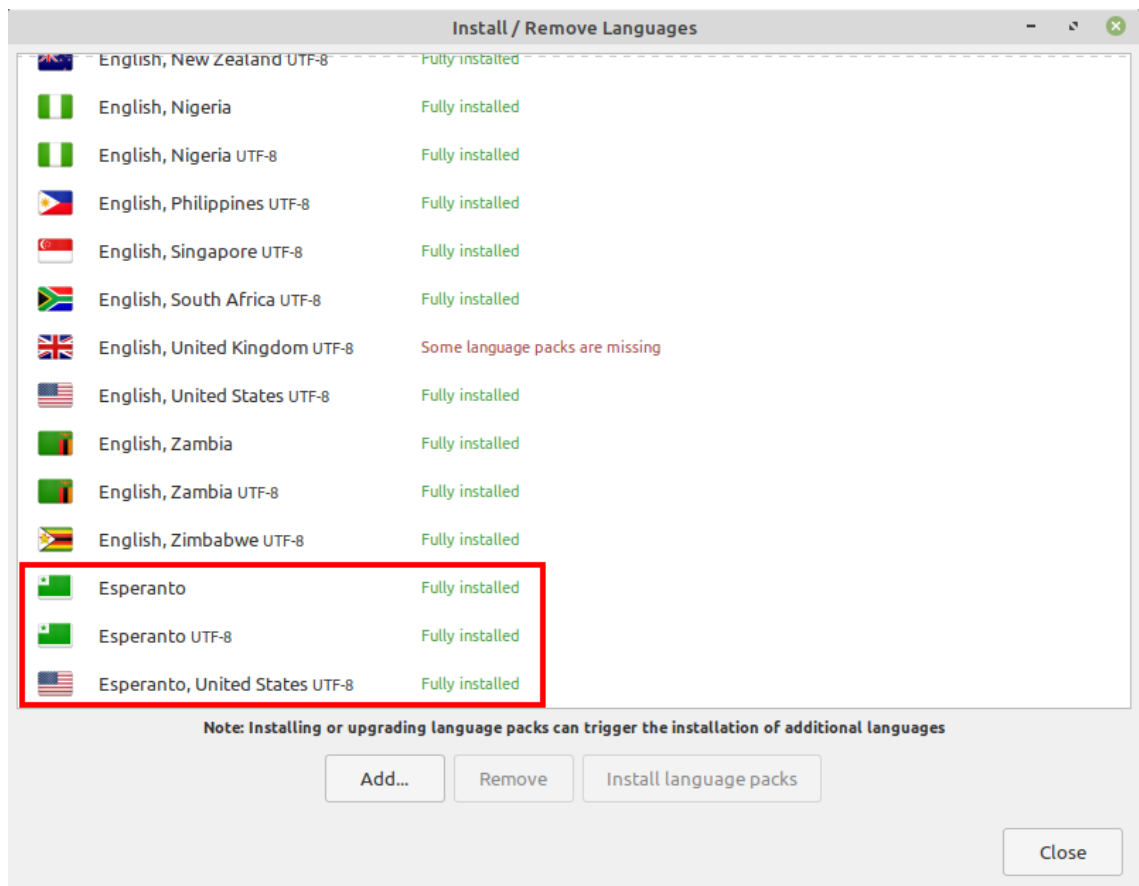 Install / Remove Languages
English, New Zealand UTF-8 Fully installed
English, Nigeria Fully installed
English, Nigeria UTF-8 Fully installed
English, Philippines UTF-8 Fully installed
English, Singapore UTF-8 Fully installed
English, South Africa UTF-8 Fully installed
English, United Kingdom UTF-8 Some language packs are missing
English, United States UTF-8 Fully installed
English, Zambia Fully installed
English, Zambia UTF-8 Fully installed
English, Zimbabwe UTF-8 Fully installed
Esperanto Fully installed
Esperanto UTF-8 Fully installed
Esperanto, United States UTF-8 Fully installed
Note: Installing or upgrading language packs can trigger the installation of additional languages
Add... Remove Install language packs
Close